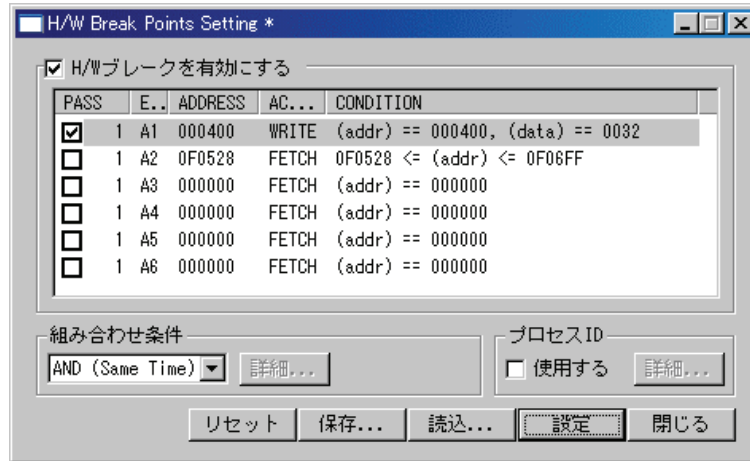 H/W Break Points Setting *
H/Wブレークを有効にする
PASS E.. ADDRESS AC... CONDITION
1 A1 000400 WRITE (addr) == 000400, (data) == 0032
1 A2 0F0528 FETCH 0F0528 <= (addr) <= 0F06FF
1 A3 000000 FETCH (addr) == 000000
1 A4 000000 FETCH (addr) == 000000
1 A5 000000 FETCH (addr) == 000000
1 A6 000000 FETCH (addr) == 000000
組み合わせ条件 プロセスID
AND (Same Time) 詳細... 使用する 詳細...
リセット 保存... 読込... 設定 閉じる